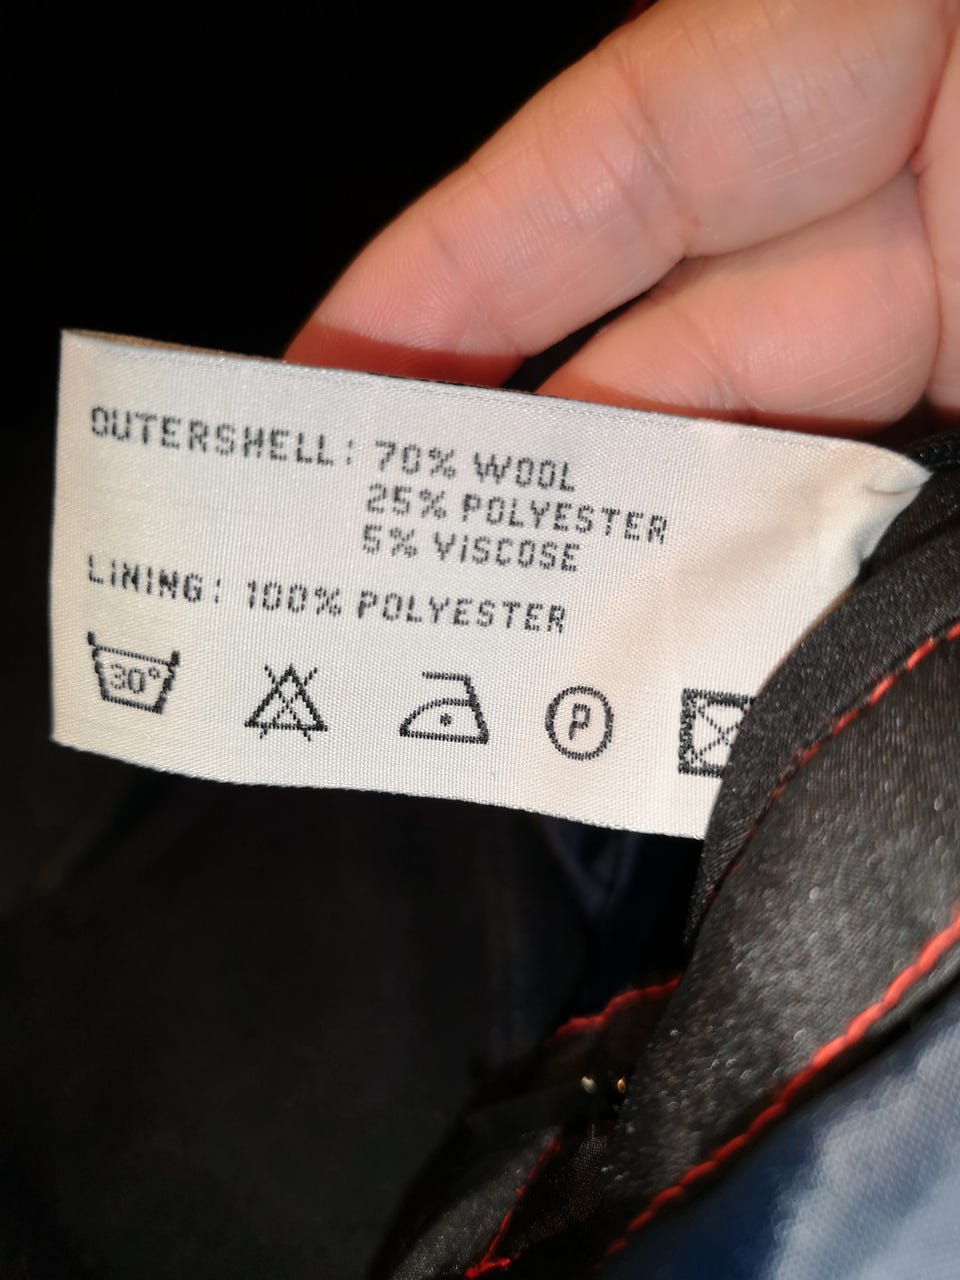 OUTERSHELL: 70% WOOL
25% POLYESTER
5% VISCOSE
LINING: 100% POLYESTER
30°
P